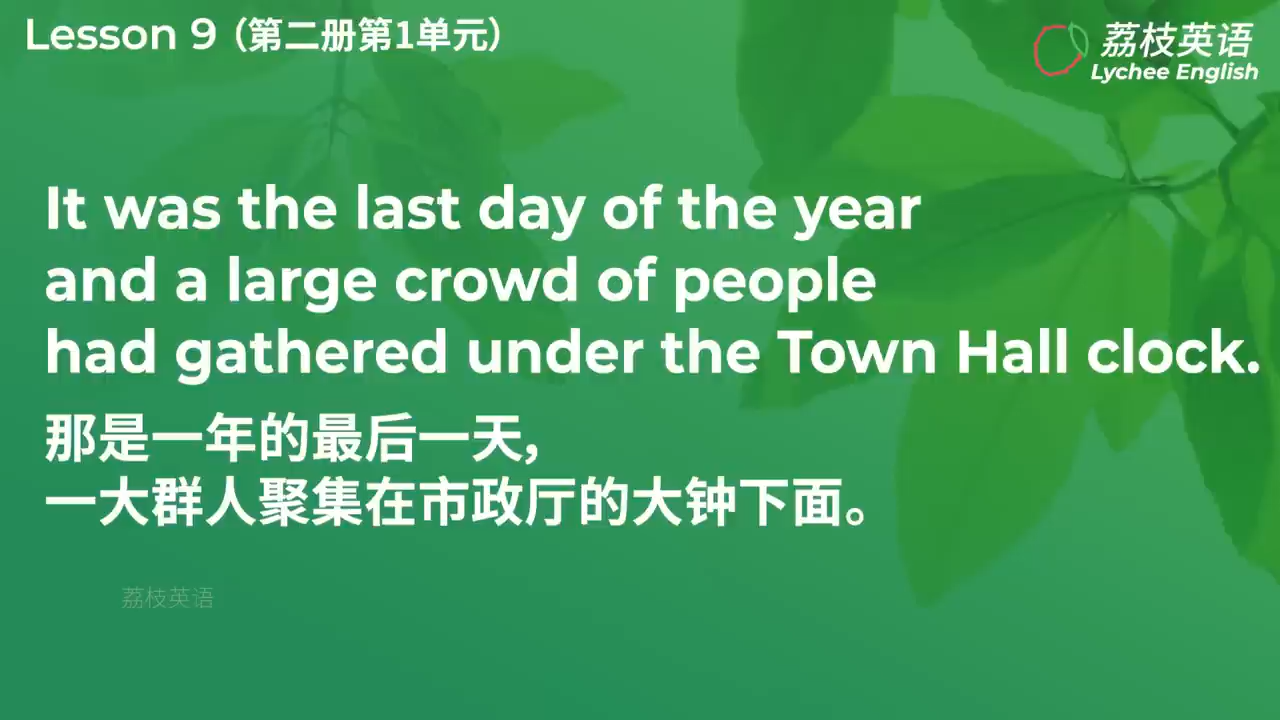 Lesson 9（第二册第1单元）
荔枝英语
Lychee English
It was the last day of the year
and a large crowd of people
had gathered under the Town Hall clock.
那是一年的最后一天,
一大群人聚集在市政厅的大钟下面。
荔枝英语